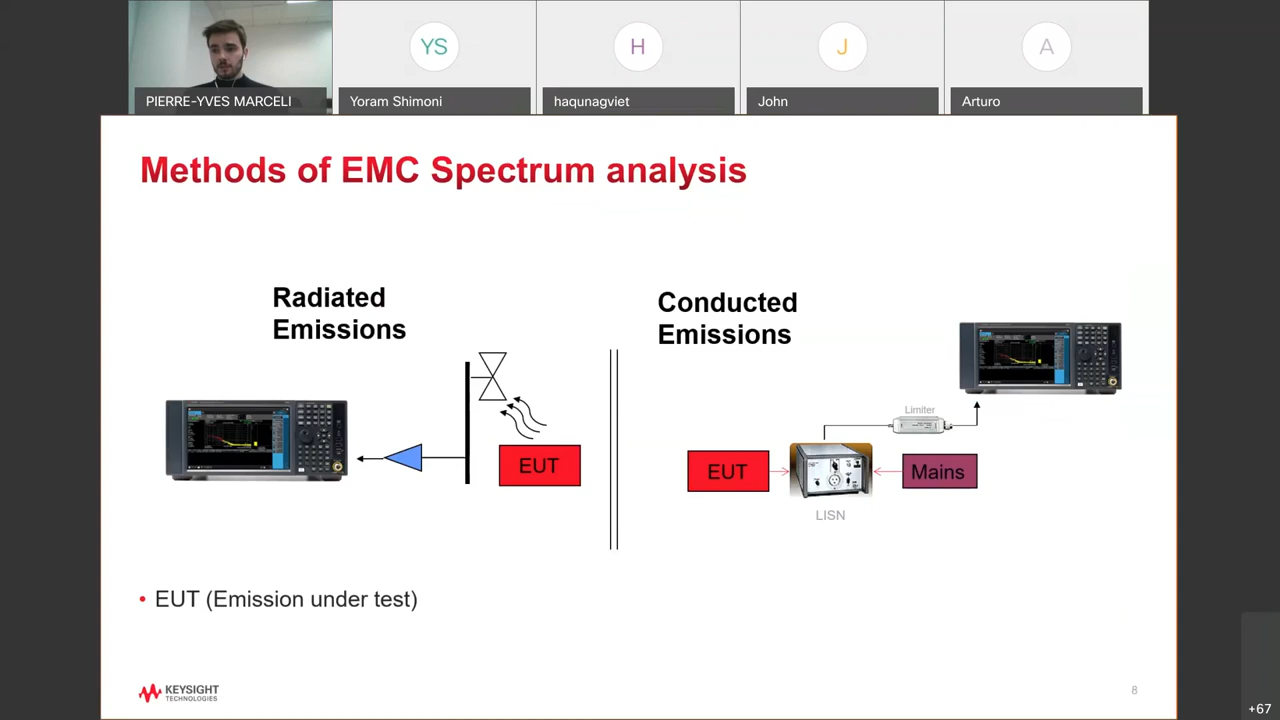 YS
H
J
A
PIERRE-YVES MARCELI
Yoram Shimoni
haqunagviet
John
Arturo
Methods of EMC Spectrum analysis
Radiated
Emissions
Conducted
Emissions
EUT
Limiter
EUT
Mains
LISN
• EUT (Emission under test)
KEYSIGHT
TECHNOLOGIES
8
+67